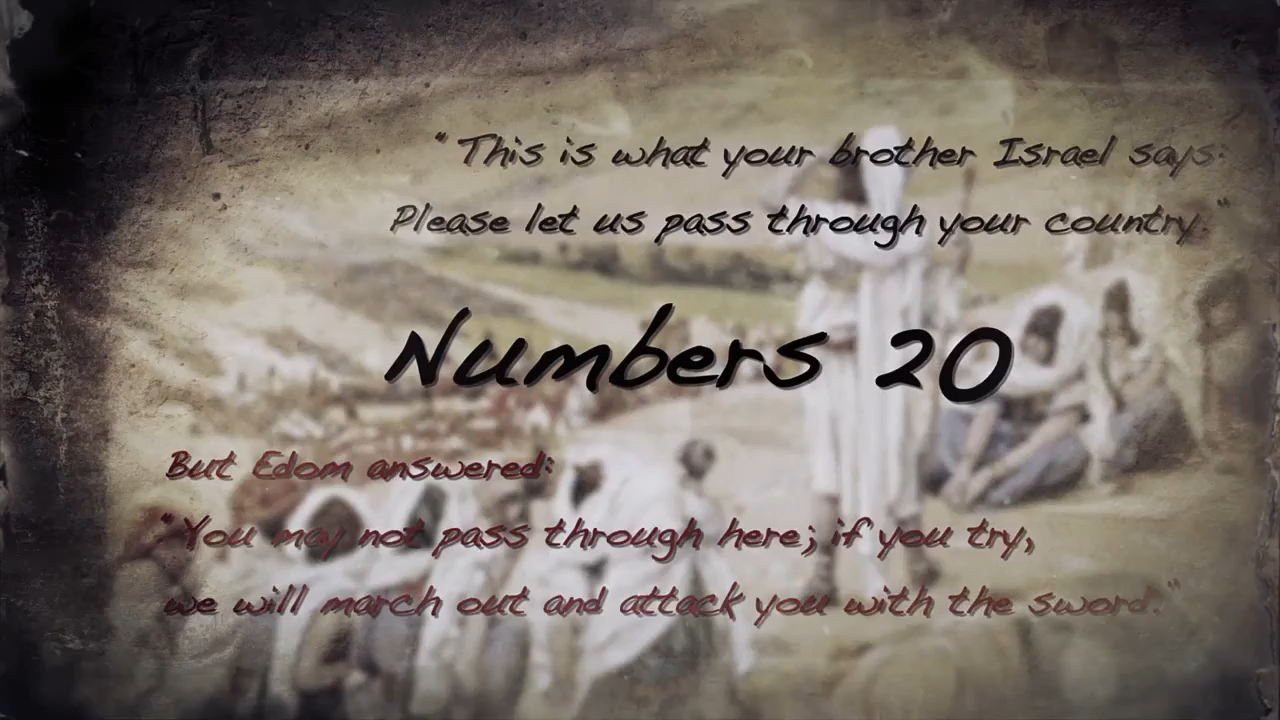 "This is what your brother Israel says:
Please let us pass through your country."
Numbers 20
But Edom answered:
"You may not pass through here; if you try,
we will march out and attack you with the sword."